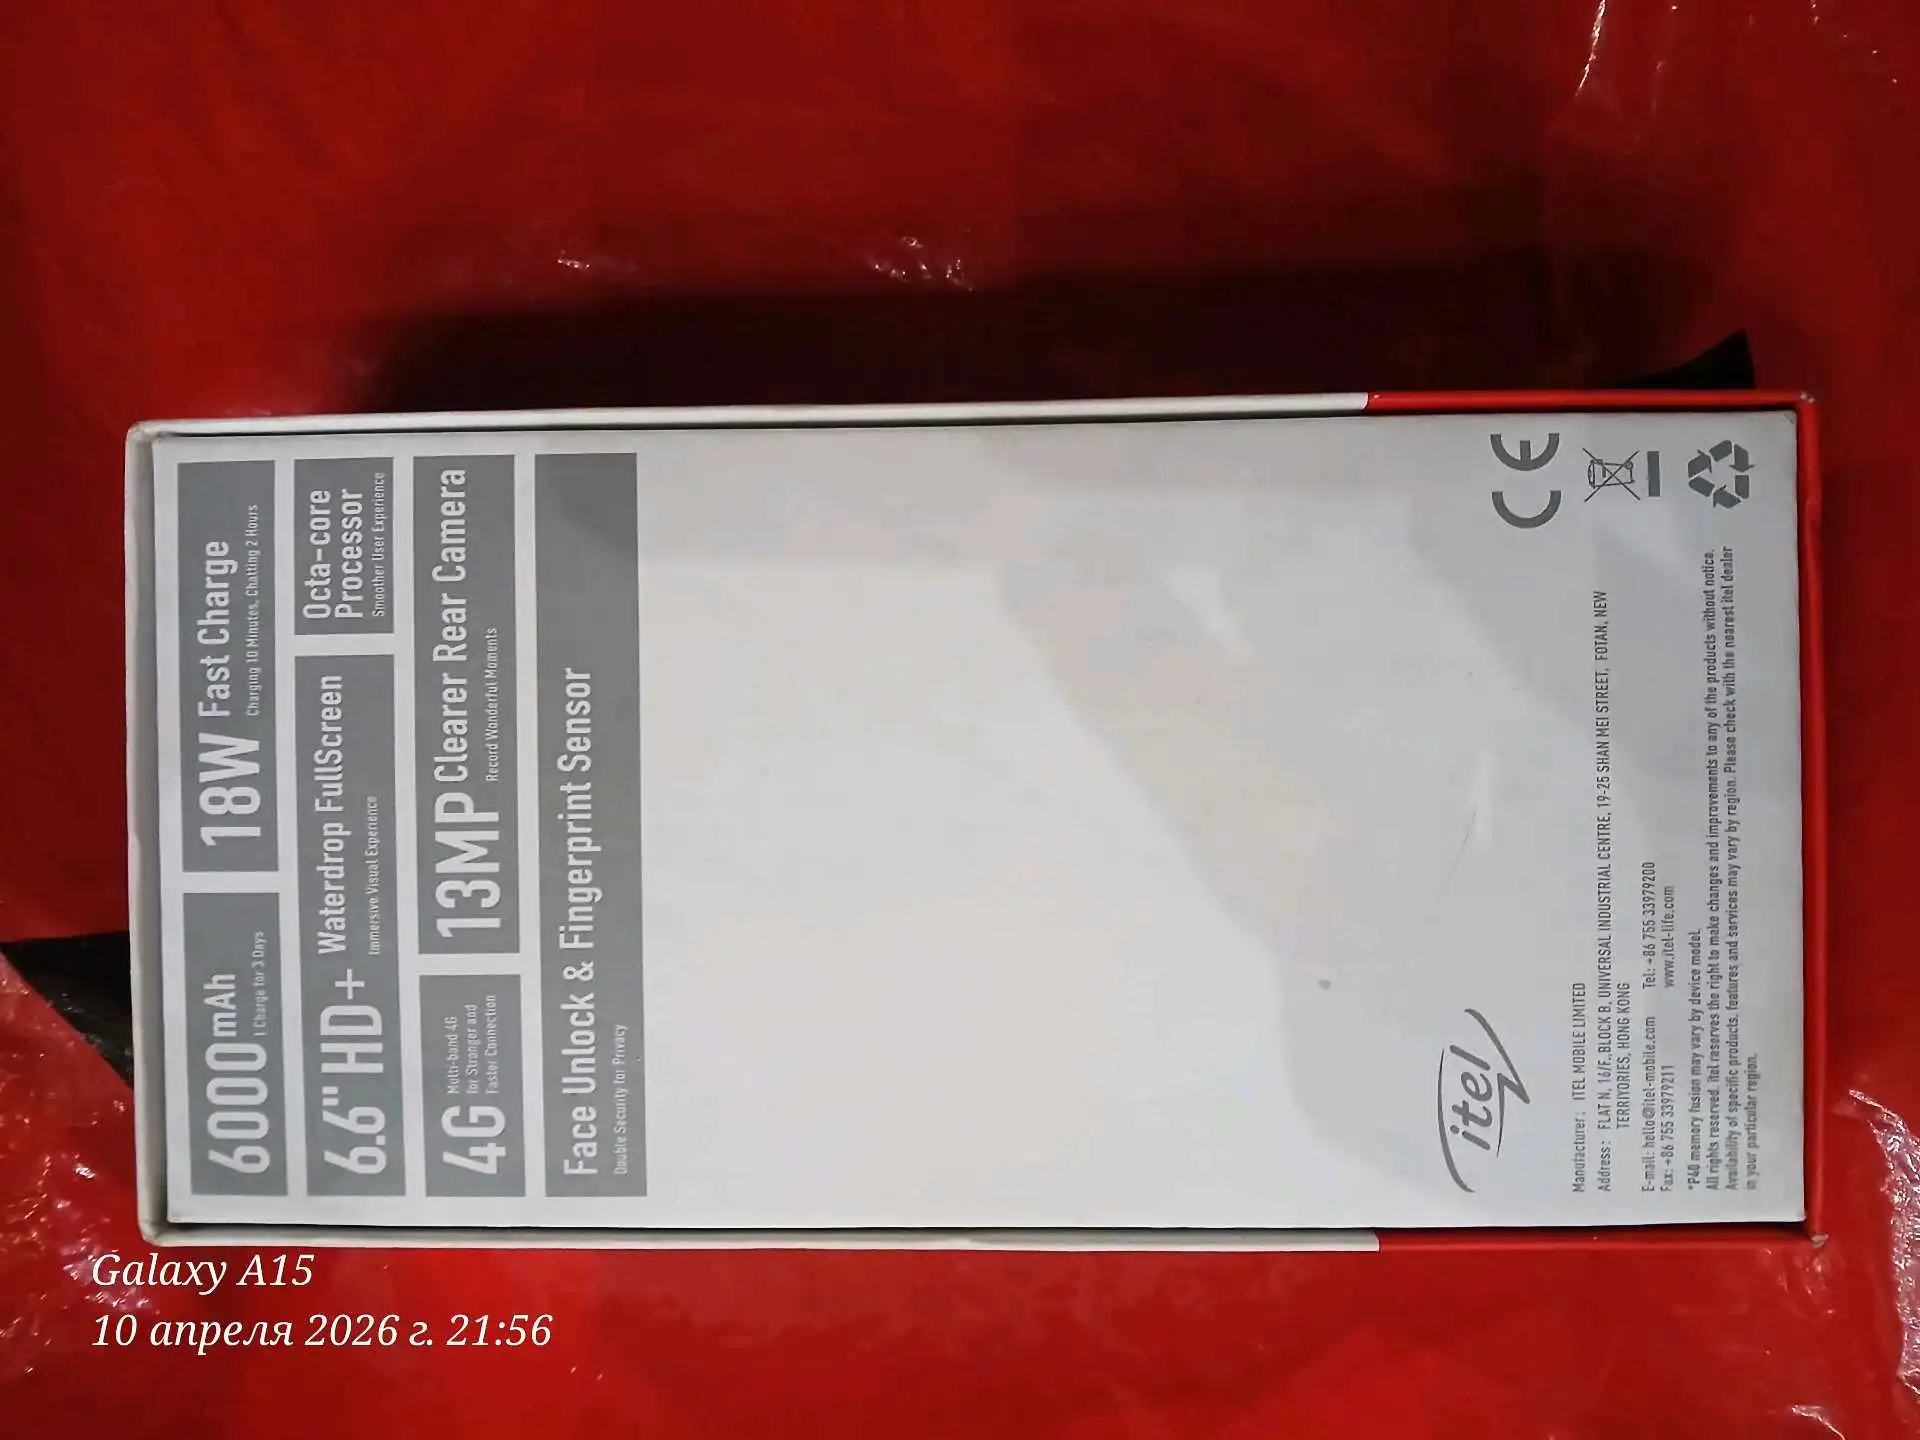 6000mAh
1 Charge for 3 Days
18W Fast Charge
Charging 10 Minutes, Chatting 2 Hours
6.6" HD+ Waterdrop FullScreen
Immersive Visual Experience
Octa-core
Processor
Smoother User Experience
4G Multi-band 4G
for Stronger and
Faster Connection
13MP Clearer Rear Camera
Record Wonderful Moments
Face Unlock & Fingerprint Sensor
Double Security for Privacy
itel
CE
Manufacturer: ITEL MOBILE LIMITED
Address: FLAT N, 16/F., BLOCK B, UNIVERSAL INDUSTRIAL CENTRE, 19-25 SHAN MEI STREET, FOTAN, NEW
TERRIYORIES, HONG KONG
E-mail: hello@itel-mobile.com Tel: +86 755 33979200
Fax: +86 755 33979211 www.itel-life.com
*P40 memory fusion may vary by device model.
All rights reserved. itel reserves the right to make changes and improvements to any of the products without notice.
Availability of specific products, features and services may vary by region. Please check with the nearest itel dealer
in your particular region.
Galaxy A15
10 апреля 2026 г. 21:56